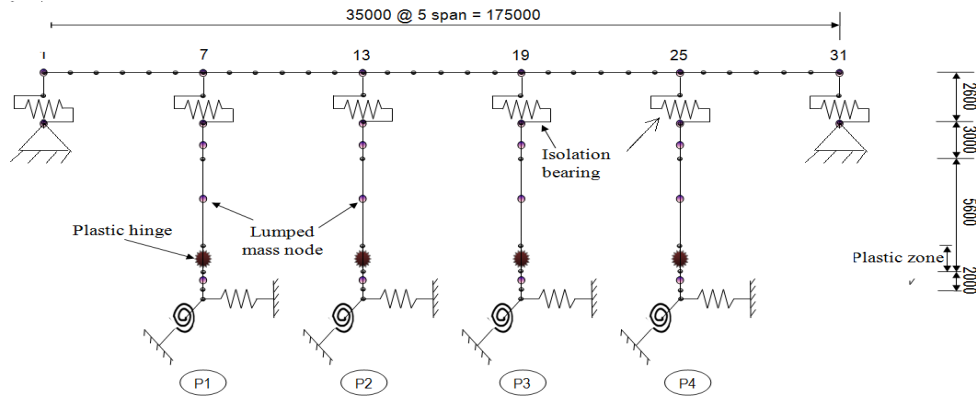 35000 @ 5 span = 175000
1 7 13 19 25 31
2600
3000
Isolation
bearing
5600
Plastic hinge
Lumped
mass node
Plastic zone
2000
P1 P2 P3 P4